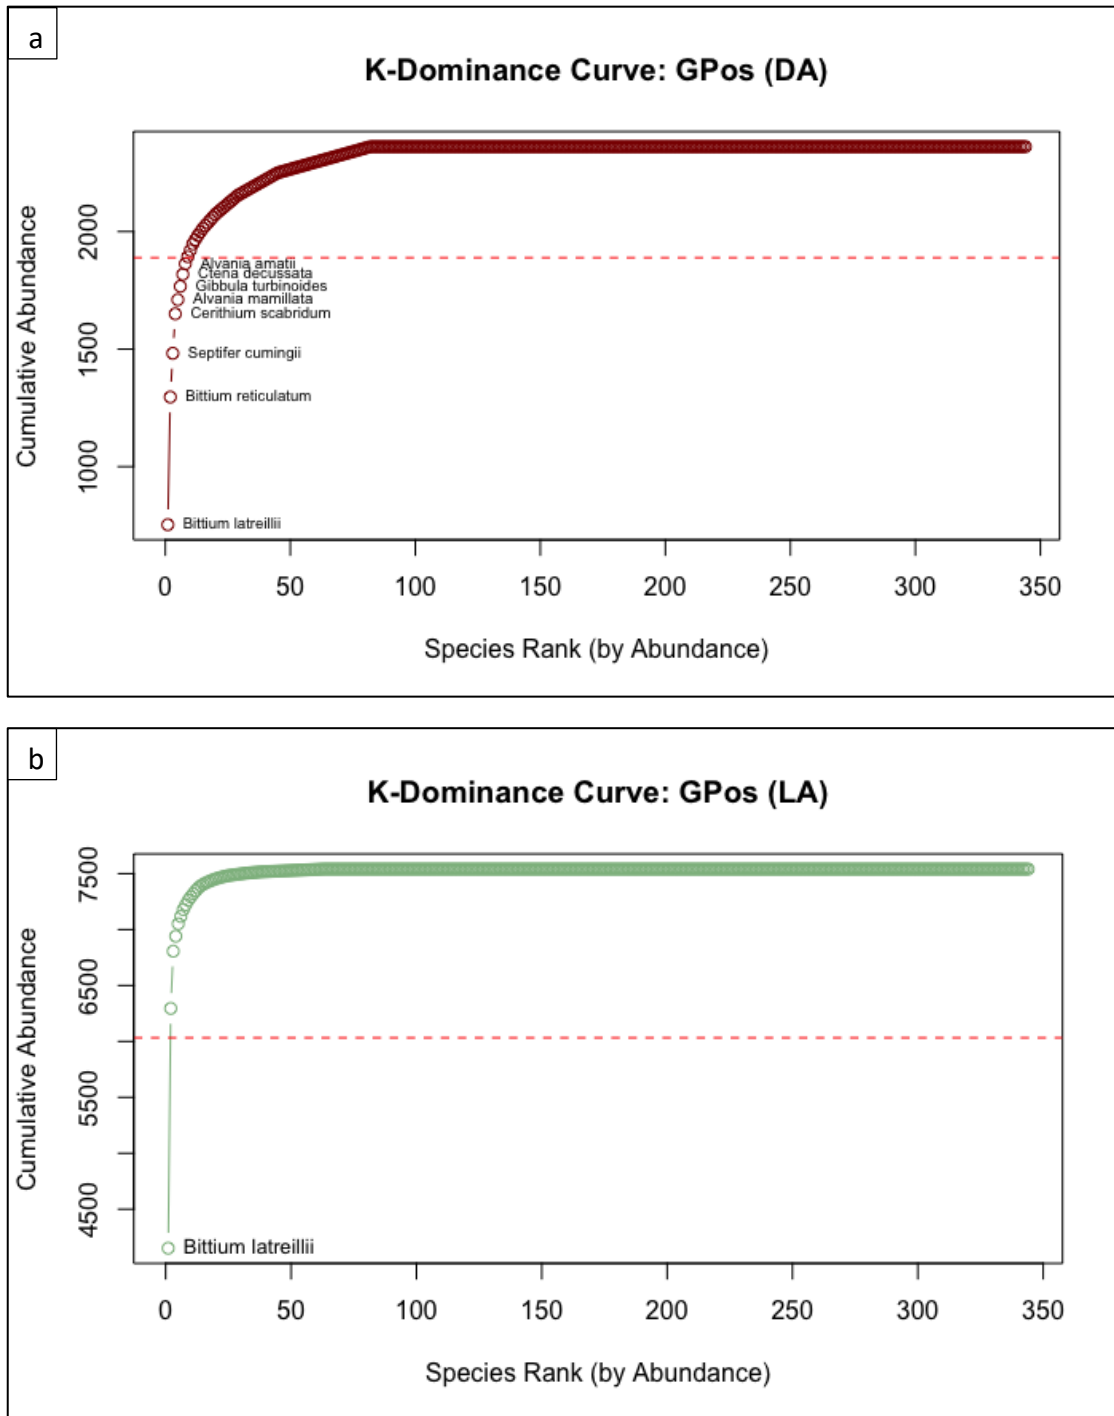 a
K-Dominance Curve: GPos (DA)
Cumulative Abundance
2000
1500
1000
Alvania amatii
Ctena decussata
Gibbula turbinoides
Alvania mamillata
Cerithium scabridum
Septifer cumingii
Bittium reticulatum
Bittium latreillii
0 50 100 150 200 250 300 350
Species Rank (by Abundance)
b
K-Dominance Curve: GPos (LA)
Cumulative Abundance
7500
6500
5500
4500
Bittium latreillii
0 50 100 150 200 250 300 350
Species Rank (by Abundance)